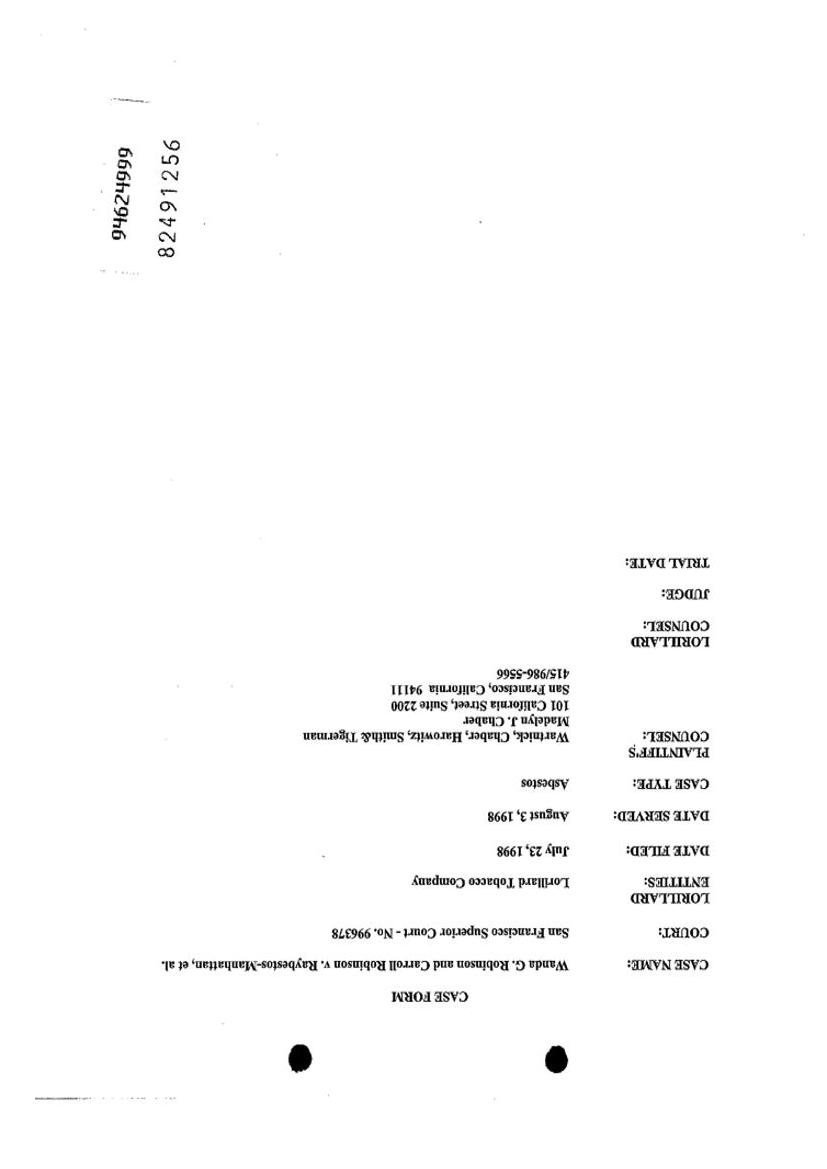 CASE FORM
CASE NAME: Wanda G. Robinson and Carroll Robinson v. Raybestos-Manhattan, et al.
COURT: San Francisco Superior Court - No. 996378
LORILLARD
ENTITIES: Lorillard Tobacco Company
DATE FILED: July 23, 1998
DATE SERVED: August 3, 1998
CASE TYPE: Asbestos
PLAINTIFF'S
COUNSEL: Wartnick, Chaber, Harowitz, Smith& Tigerman
Madelyn J. Chaber
101 California Street, Suite 2200
San Francisco, California 94111
415/986-5566
LORILLARD
COUNSEL:
JUDGE:
TRIAL DATE:
82491256
94624999